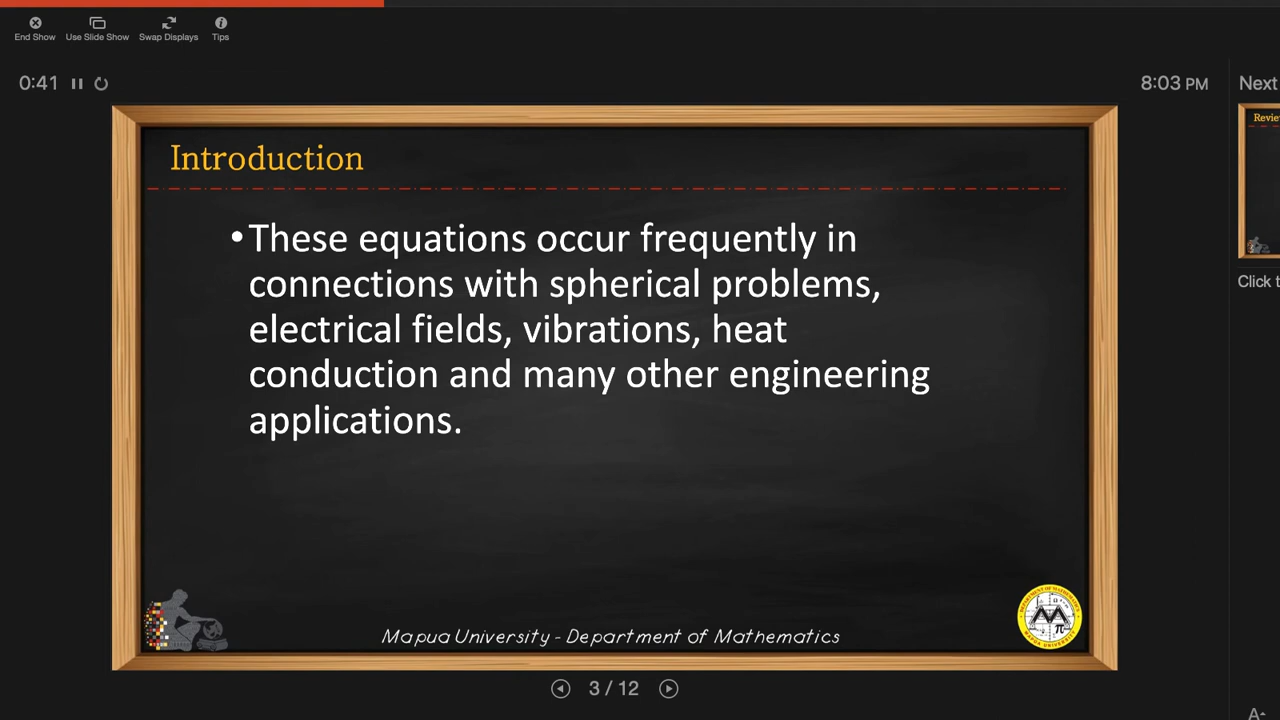 End Show
Use Slide Show
Swap Displays
Tips
0:41
8:03 PM
Next
Introduction
•These equations occur frequently in
connections with spherical problems,
electrical fields, vibrations, heat
conduction and many other engineering
applications.
Mapua University - Department of Mathematics
3 / 12
Click